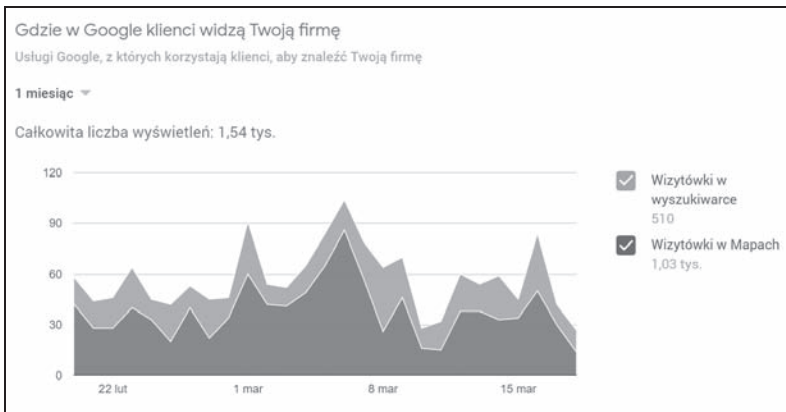 Gdzie w Google klienci widzą Twoją firmę
Usługi Google, z których korzystają klienci, aby znaleźć Twoją firmę
1 miesiąc
Całkowita liczba wyświetleń: 1,54 tys.
120
90
60
30
0
22 lut
1 mar
8 mar
15 mar
Wizytówki w
wyszukiwarce
510
Wizytówki w Mapach
1,03 tys.